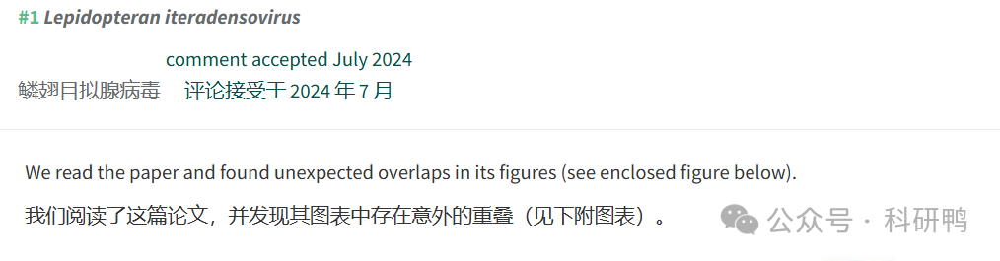 #1 Lepidopteran iteradensovirus
comment accepted July 2024
鳞翅目拟腺病毒 评论接受于 2024 年 7 月
We read the paper and found unexpected overlaps in its figures (see enclosed figure below).
我们阅读了这篇论文，并发现其图表中存在意外的重叠（见下附图表）。
公众号 · 科研鸭